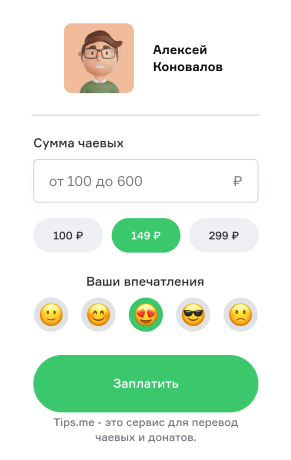 Алексей
Коновалов
Сумма чаевых
от 100 до 600 ₽
100 ₽ 149 ₽ 299 ₽
Ваши впечатления
Заплатить
Tips.me - это сервис для перевод
чаевых и донатов.